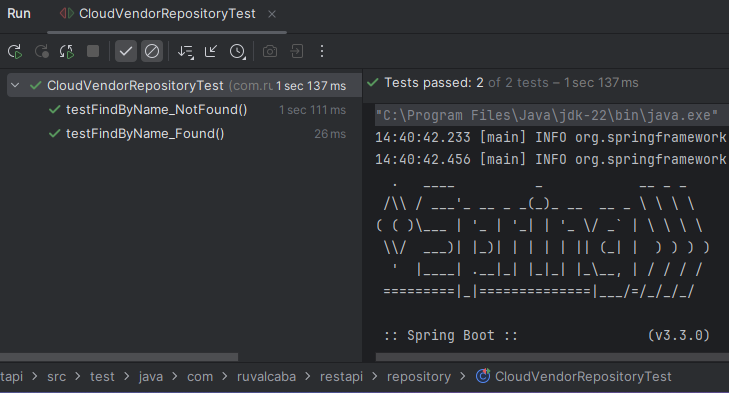 Run CloudVendorRepositoryTest
CloudVendorRepositoryTest (com.ru 1 sec 137 ms
testFindByName_NotFound() 1 sec 111 ms
testFindByName_Found() 26 ms
Tests passed: 2 of 2 tests – 1 sec 137 ms
"C:\Program Files\Java\jdk-22\bin\java.exe"
14:40:42.233 [main] INFO org.springframework
14:40:42.456 [main] INFO org.springframework
  .   ____          _            __ _ _
 /\\ / ___'_ __ _ _(_)_ __  __ _ \ \ \ \
( ( )\___ | '_ | '_| | '_ \/ _` | \ \ \ \
 \\/  ___)| |_)| | | | | || (_| |  ) ) ) )
  '  |____| .__|_| |_|_| |_\__, | / / / /
 =========|_|==============|___/=/_/_/_/
 :: Spring Boot ::                (v3.3.0)
tapi > src > test > java > com > ruvalcaba > restapi > repository > CloudVendorRepositoryTest